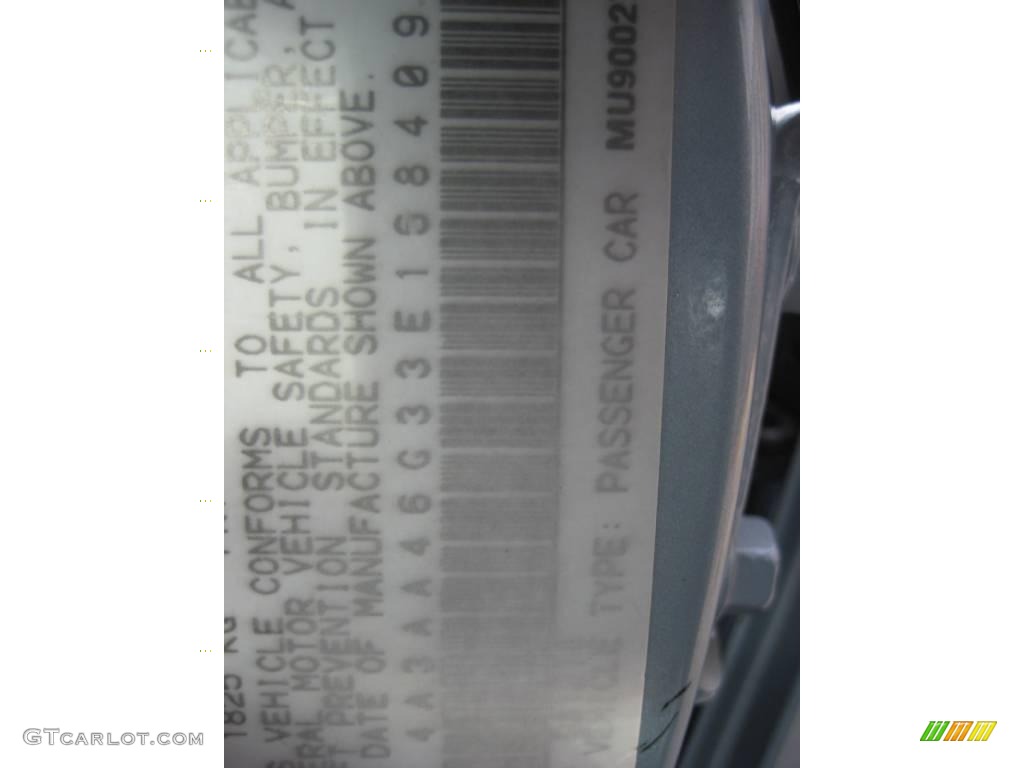 1825 KG
VEHICLE CONFORMS TO ALL
MOTOR VEHICLE SAFETY, BUMPER,
PREVENTION STANDARDS IN EFFECT
DATE OF MANUFACTURE SHOWN ABOVE.
4A3AA46G33E158409
VEHICLE TYPE: PASSENGER CAR MU9002
GTCARLOT.COM